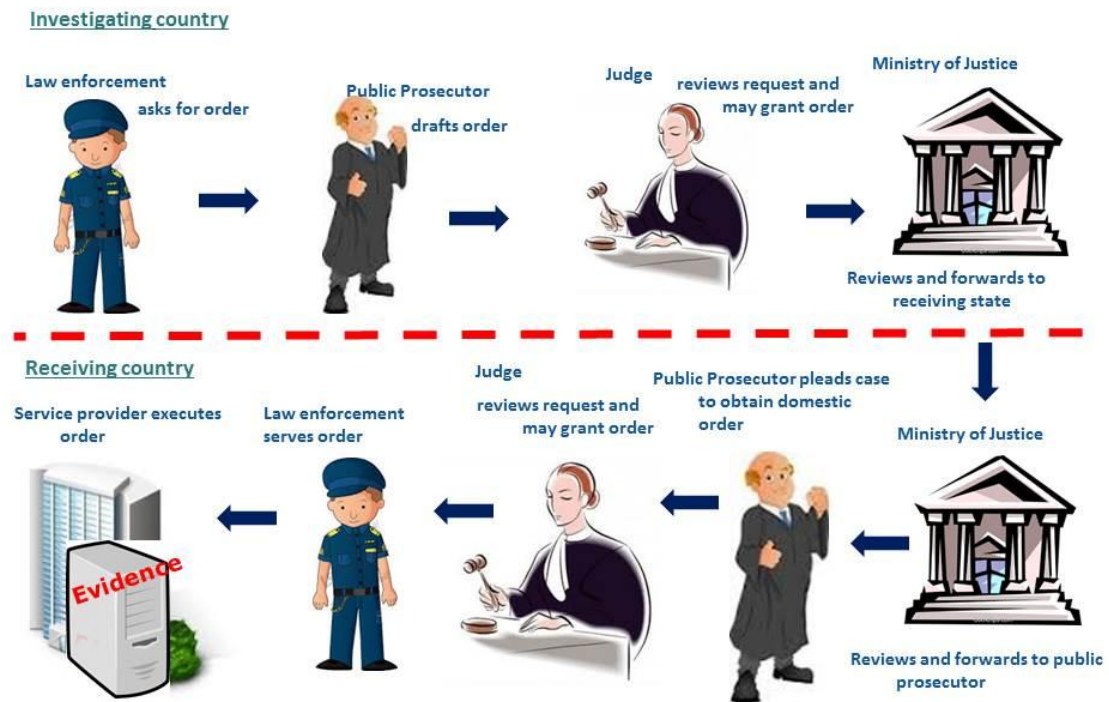 Investigating country
Law enforcement
asks for order
Public Prosecutor
drafts order
Judge
reviews request and
may grant order
Ministry of Justice
Reviews and forwards to
receiving state
Receiving country
Service provider executes
order
Law enforcement
serves order
Judge
reviews request and
may grant order
Public Prosecutor pleads case
to obtain domestic
order
Ministry of Justice
Reviews and forwards to public
prosecutor
Evidence